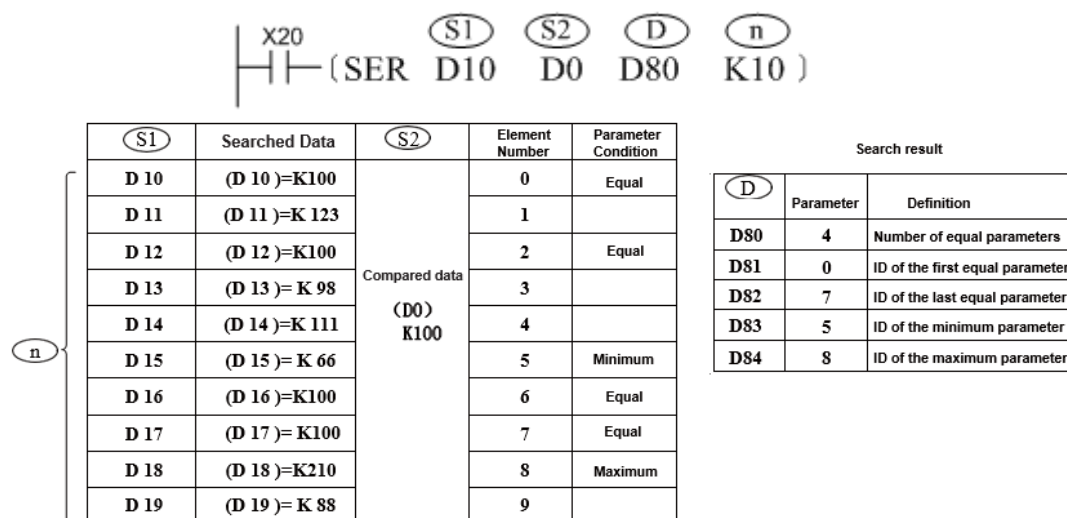 X20
S1 S2 D n
SER D10 D0 D80 K10
S1 Searched Data S2 Element Number Parameter Condition
D 10 (D 10 )=K100 0 Equal
D 11 (D 11 )=K 123 1
D 12 (D 12 )=K100 2 Equal
D 13 (D 13 )= K 98 3
D 14 (D 14 )=K 111 4
D 15 (D 15 )= K 66 5 Minimum
D 16 (D 16 )=K100 6 Equal
D 17 (D 17 )= K100 7 Equal
D 18 (D 18 )=K210 8 Maximum
D 19 (D 19 )= K 88 9
Compared data
(D0)
K100
n
Search result
D Parameter Definition
D80 4 Number of equal parameters
D81 0 ID of the first equal parameter
D82 7 ID of the last equal parameter
D83 5 ID of the minimum parameter
D84 8 ID of the maximum parameter